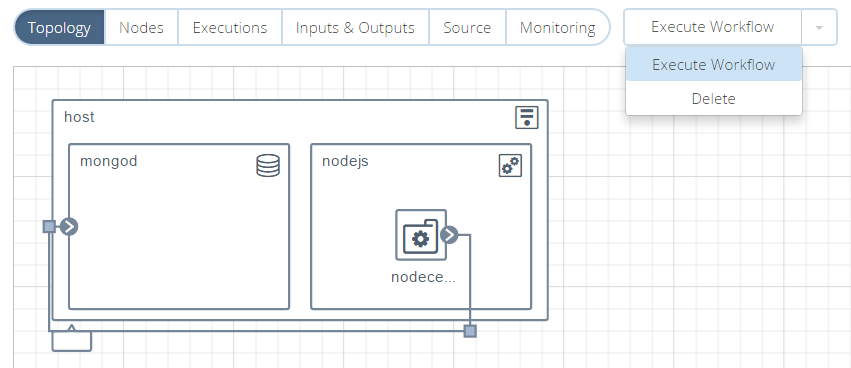 Topology Nodes Executions Inputs & Outputs Source Monitoring Execute Workflow
Execute Workflow
Delete
host
mongod nodejs
nodece...